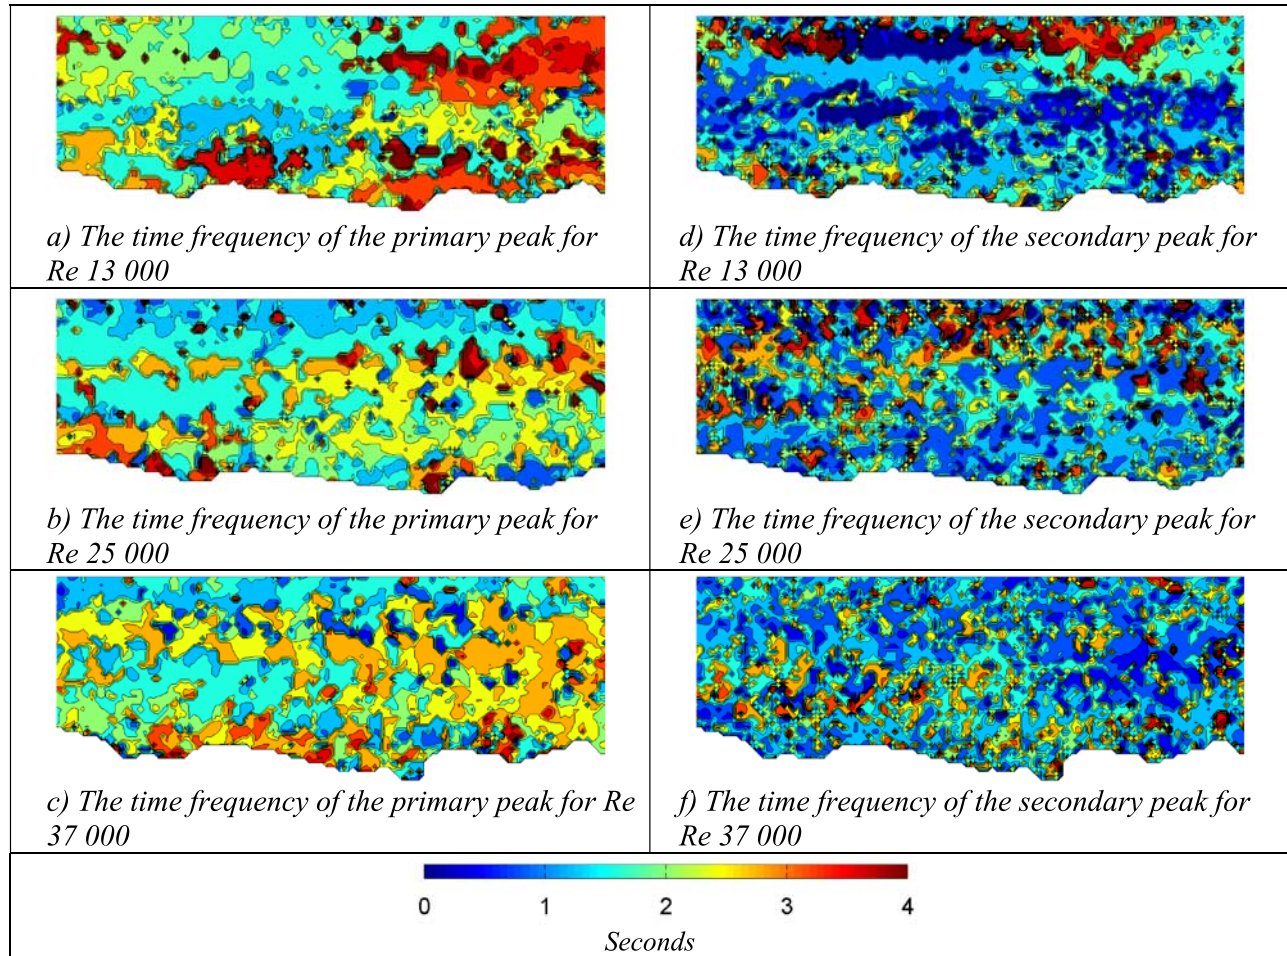 a) The time frequency of the primary peak for
Re 13 000
d) The time frequency of the secondary peak for
Re 13 000
b) The time frequency of the primary peak for
Re 25 000
e) The time frequency of the secondary peak for
Re 25 000
c) The time frequency of the primary peak for Re
37 000
f) The time frequency of the secondary peak for
Re 37 000
0 1 2 3 4
Seconds